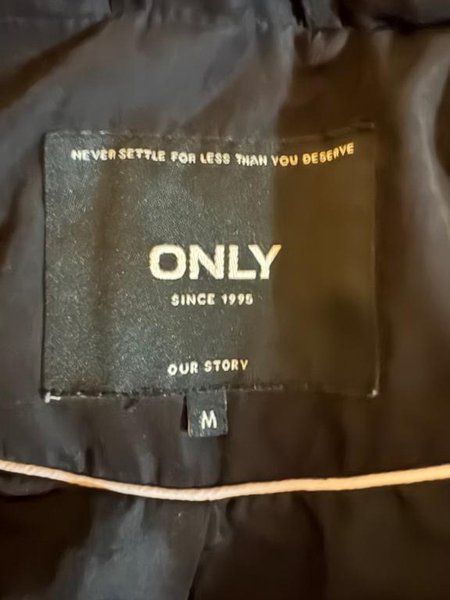 NEVER SETTLE FOR LESS THAN YOU DESERVE
ONLY
SINCE 1995
OUR STORY
M